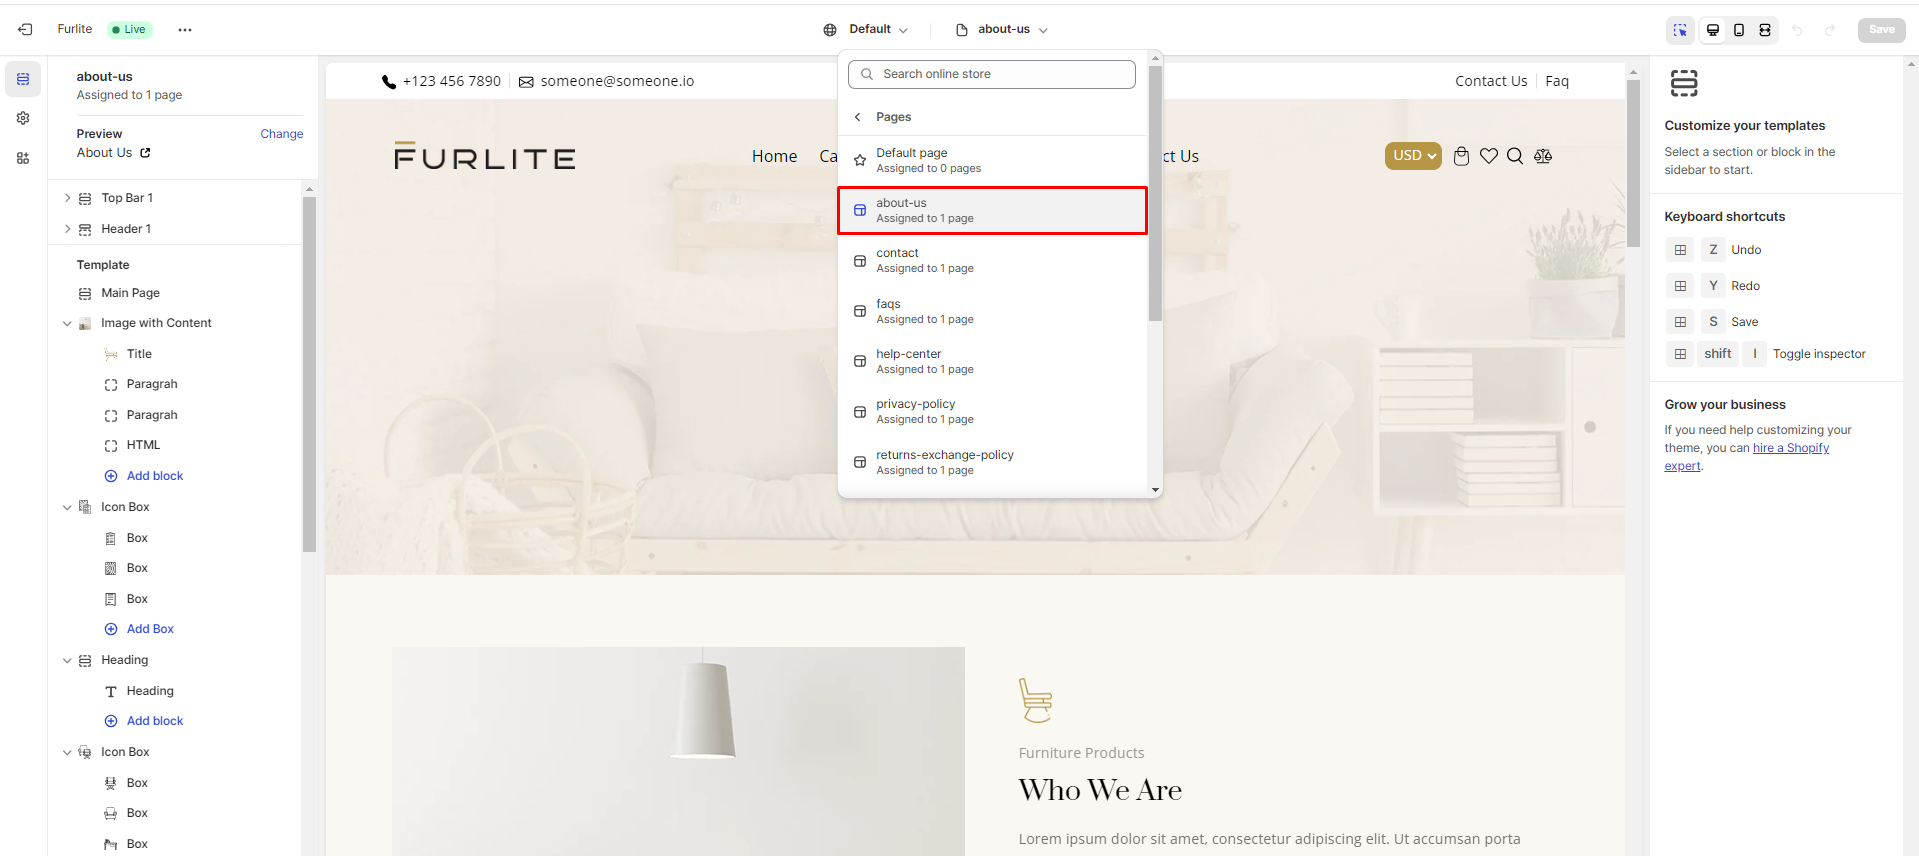 Furlite
Live
Default
about-us
Save
about-us
Assigned to 1 page
Preview
Change
About Us
Top Bar 1
Header 1
Template
Main Page
Image with Content
Title
Paragrah
Paragrah
HTML
Add block
Icon Box
Box
Box
Box
Add Box
Heading
Heading
Add block
Icon Box
Box
Box
Box
+123 456 7890
someone@someone.io
Contact Us
Faq
FURLITE
Home
Ca
ct Us
USD
Search online store
Pages
Default page
Assigned to 0 pages
about-us
Assigned to 1 page
contact
Assigned to 1 page
faqs
Assigned to 1 page
help-center
Assigned to 1 page
privacy-policy
Assigned to 1 page
returns-exchange-policy
Assigned to 1 page
Furniture Products
Who We Are
Lorem ipsum dolor sit amet, consectetur adipiscing elit. Ut accumsan porta
Customize your templates
Select a section or block in the
sidebar to start.
Keyboard shortcuts
Z Undo
Y Redo
S Save
shift I Toggle inspector
Grow your business
If you need help customizing your
theme, you can hire a Shopify
expert.